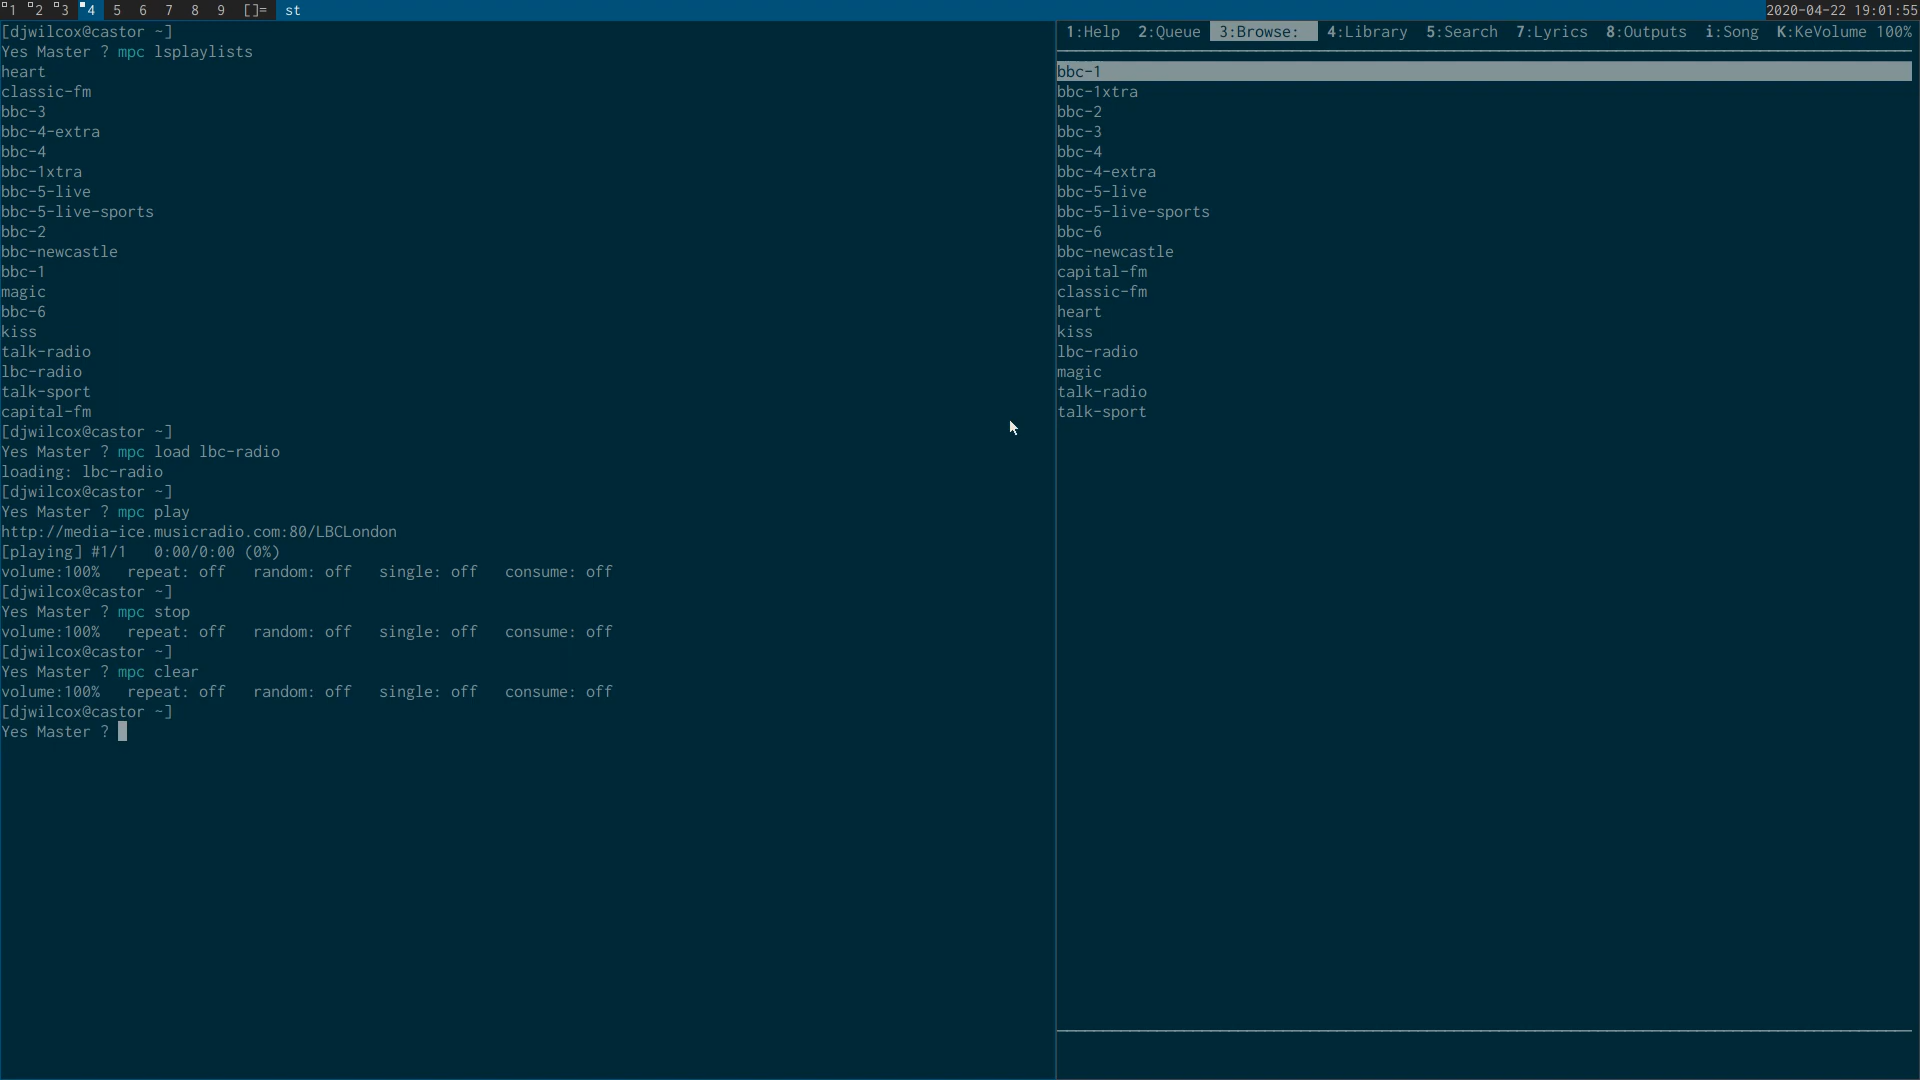 1 2 3 4 5 6 7 8 9 []= st 2020-04-22 19:01:55
[djwilcox@castor ~]
Yes Master ? mpc lsplaylists
heart
classic-fm
bbc-3
bbc-4-extra
bbc-4
bbc-1xtra
bbc-5-live
bbc-5-live-sports
bbc-2
bbc-newcastle
bbc-1
magic
bbc-6
kiss
talk-radio
lbc-radio
talk-sport
capital-fm
[djwilcox@castor ~]
Yes Master ? mpc load lbc-radio
loading: lbc-radio
[djwilcox@castor ~]
Yes Master ? mpc play
http://media-ice.musicradio.com:80/LBCLondon
[playing] #1/1   0:00/0:00 (0%)
volume:100%   repeat: off   random: off   single: off   consume: off
[djwilcox@castor ~]
Yes Master ? mpc stop
volume:100%   repeat: off   random: off   single: off   consume: off
[djwilcox@castor ~]
Yes Master ? mpc clear
volume:100%   repeat: off   random: off   single: off   consume: off
[djwilcox@castor ~]
Yes Master ?
1:Help  2:Queue  3:Browse:  4:Library  5:Search  7:Lyrics  8:Outputs  i:Song  K:KeVolume 100%
bbc-1
bbc-1xtra
bbc-2
bbc-3
bbc-4
bbc-4-extra
bbc-5-live
bbc-5-live-sports
bbc-6
bbc-newcastle
capital-fm
classic-fm
heart
kiss
lbc-radio
magic
talk-radio
talk-sport